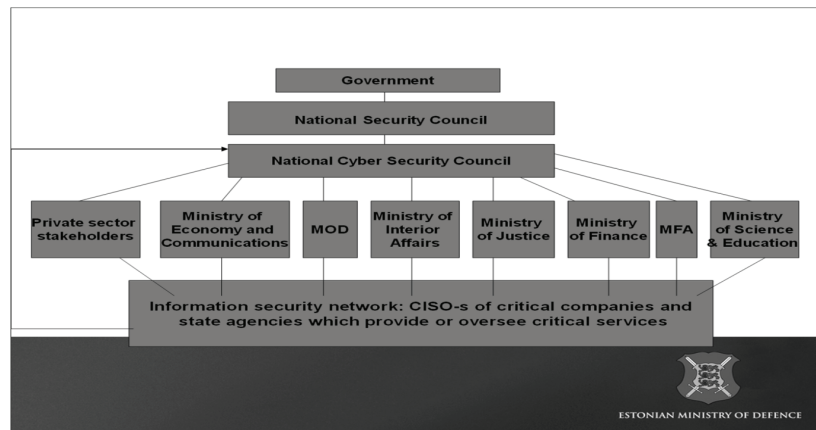 Government
National Security Council
National Cyber Security Council
Private sector
stakeholders
Ministry of
Economy and
Communications
MOD
Ministry of
Interior
Affairs
Ministry
of Justice
Ministry
of Finance
MFA
Ministry
of Science
& Education
Information security network: CISO-s of critical companies and
state agencies which provide or oversee critical services
ESTONIAN MINISTRY OF DEFENCE